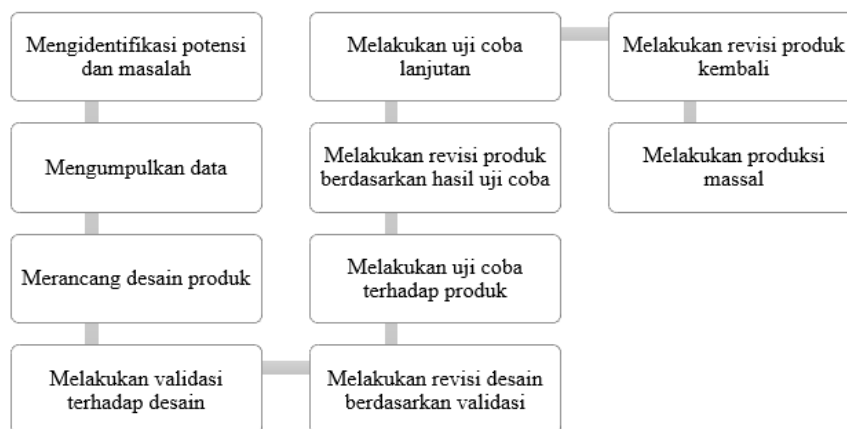 Mengidentifikasi potensi
dan masalah
Mengumpulkan data
Merancang desain produk
Melakukan validasi
terhadap desain
Melakukan revisi desain
berdasarkan validasi
Melakukan uji coba
terhadap produk
Melakukan revisi produk
berdasarkan hasil uji coba
Melakukan uji coba
lanjutan
Melakukan revisi produk
kembali
Melakukan produksi
massal